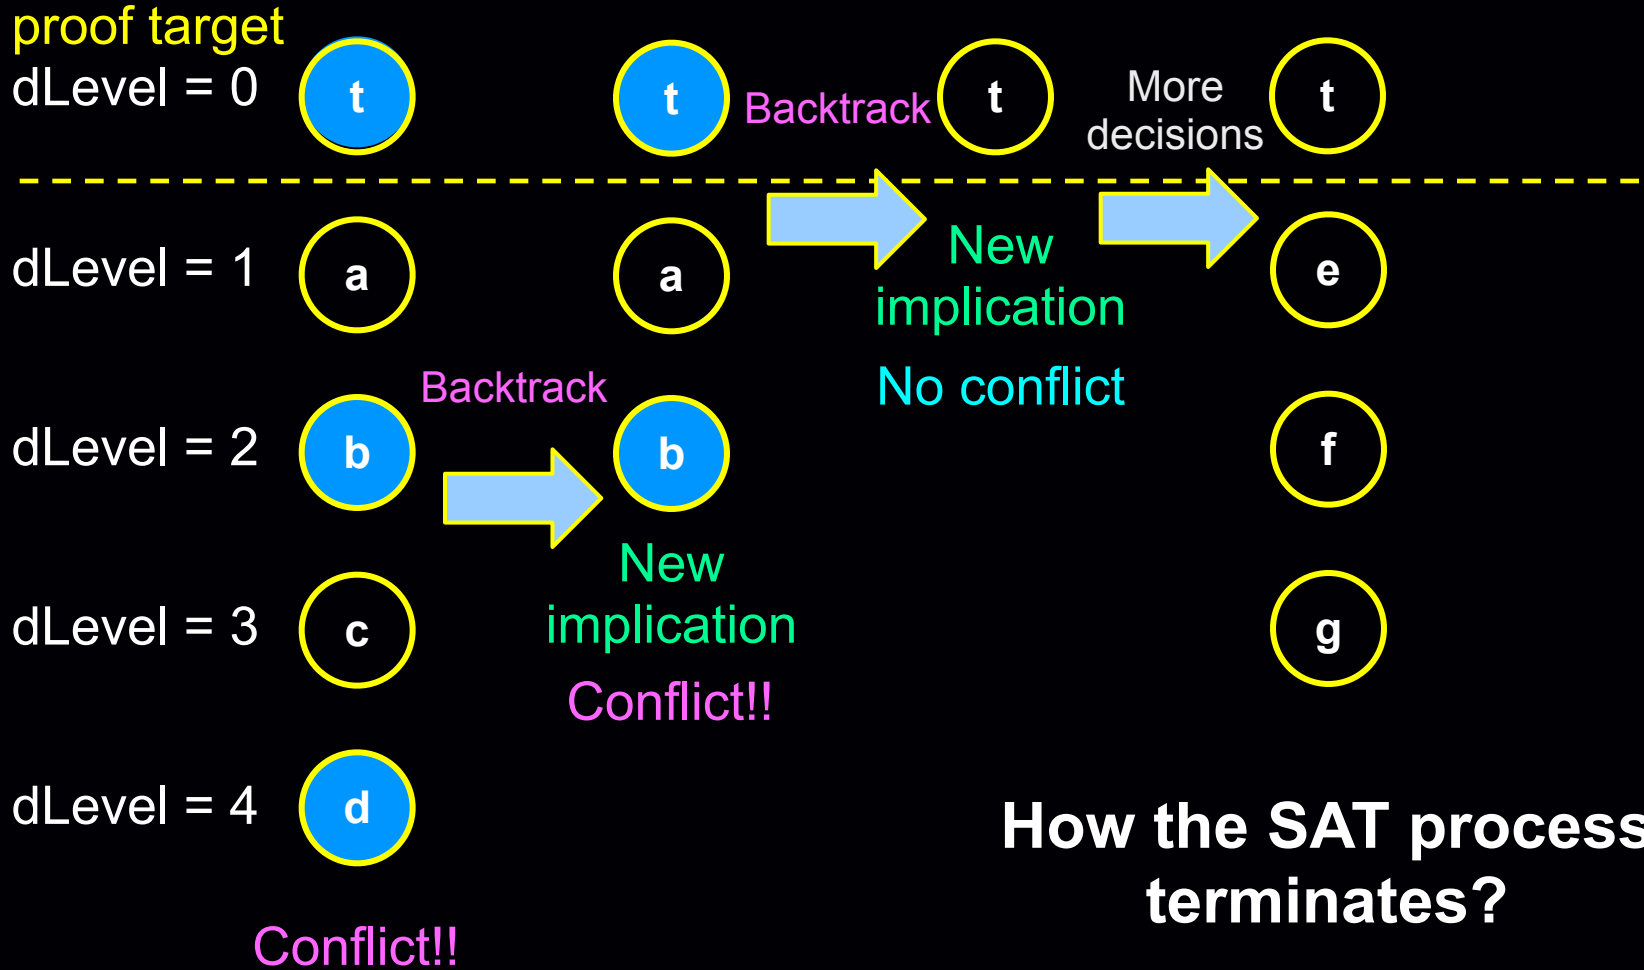 proof target
dLevel = 0
t
t
Backtrack
t
More
decisions
t
dLevel = 1
a
a
New
implication
No conflict
e
dLevel = 2
b
Backtrack
b
New
implication
Conflict!!
f
dLevel = 3
c
g
dLevel = 4
d
Conflict!!
How the SAT process
terminates?